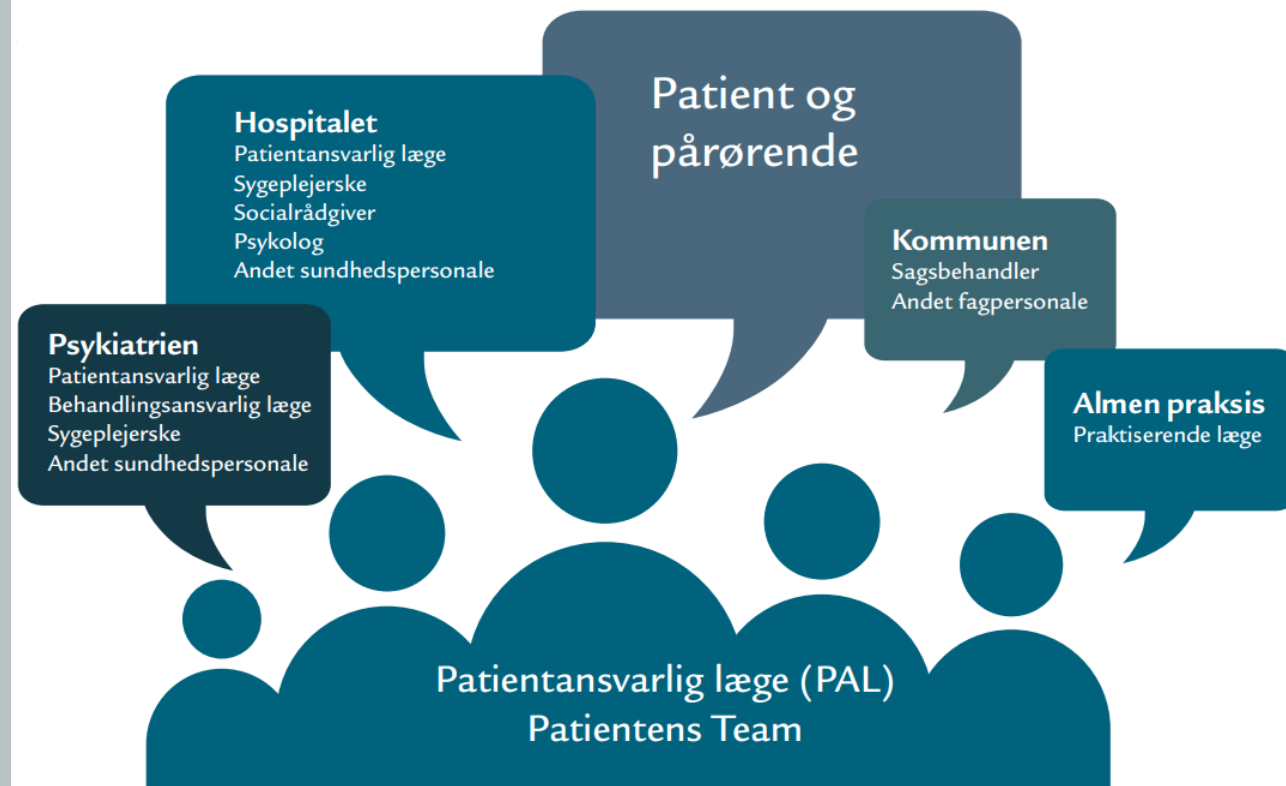 Patient og
pårørende
Hospitalet
Patientansvarlig læge
Sygeplejerske
Socialrådgiver
Psykolog
Andet sundhedspersonale
Kommunen
Sagsbehandler
Andet fagpersonale
Psykiatrien
Patientansvarlig læge
Behandlingsansvarlig læge
Sygeplejerske
Andet sundhedspersonale
Almen praksis
Praktiserende læge
Patientansvarlig læge (PAL)
Patientens Team